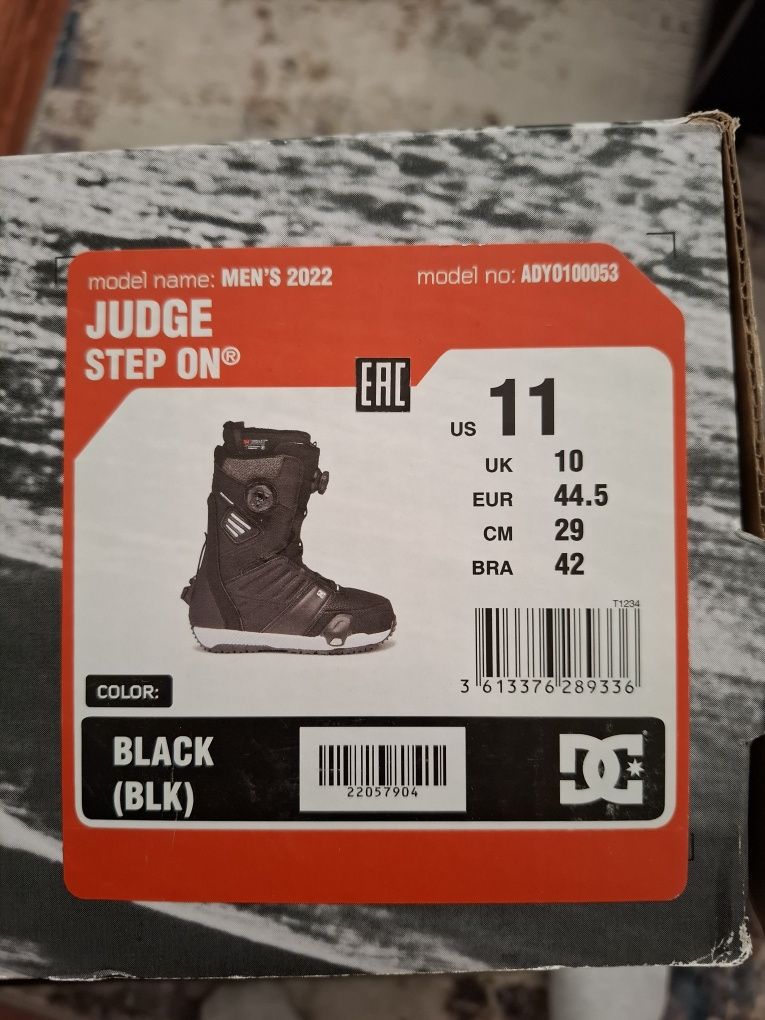 model name: MEN'S 2022
model no: ADYO100053
JUDGE
STEP ON®
EAC
US 11
UK 10
EUR 44.5
CM 29
BRA 42
T1234
3 613376 289336
COLOR:
BLACK
(BLK)
22057904
DC